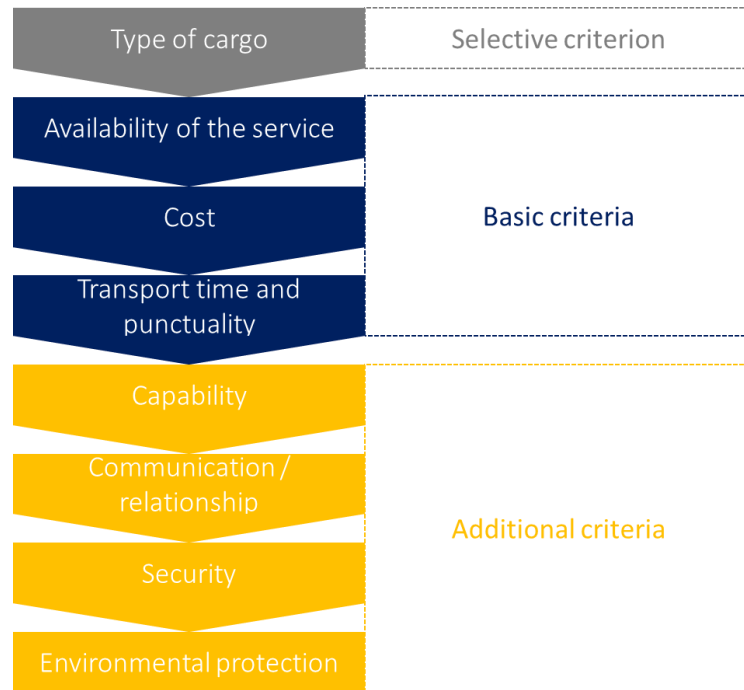 Type of cargo
Selective criterion
Availability of the service
Cost
Basic criteria
Transport time and
punctuality
Capability
Communication /
relationship
Additional criteria
Security
Environmental protection